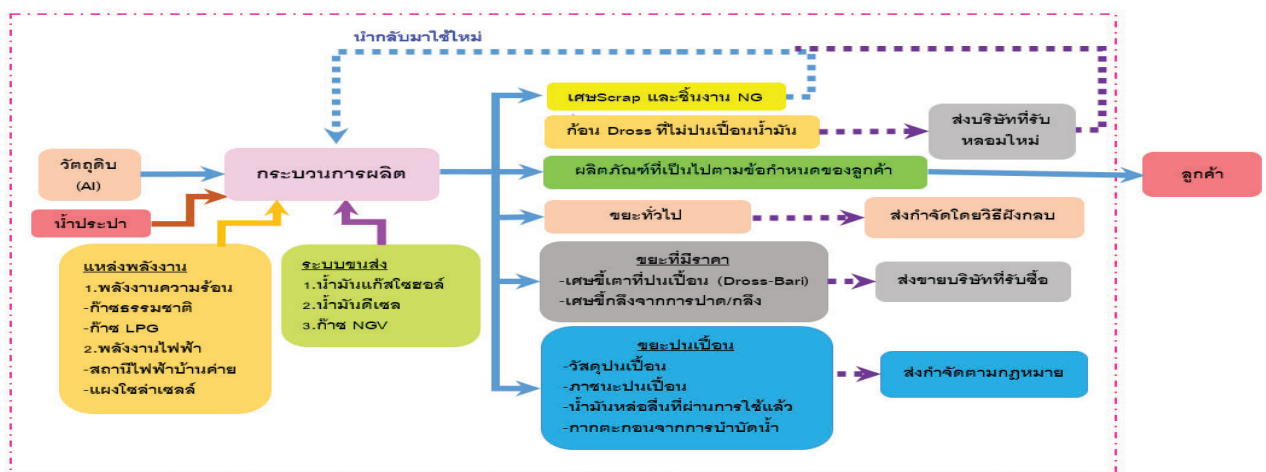 นำกลับมาใช้ใหม่
เศษScrap และชิ้นงาน NG
ก้อน Dross ที่ไม่ปนเปื้อนน้ำมัน
ส่งบริษัทที่รับ
หลอมใหม่
วัตถุดิบ
(Al)
กระบวนการผลิต
ผลิตภัณฑ์ที่เป็นไปตามข้อกำหนดของลูกค้า
ลูกค้า
น้ำประปา
ขยะทั่วไป
ส่งกำจัดโดยวิธีฝังกลบ
แหล่งพลังงาน
1.พลังงานความร้อน
-ก๊าซธรรมชาติ
-ก๊าซ LPG
2.พลังงานไฟฟ้า
-สถานีไฟฟ้าบ้านค่าย
-แผงโซล่าเซลล์
ระบบขนส่ง
1.น้ำมันแก๊สโซฮอล์
2.น้ำมันดีเซล
3.ก๊าซ NGV
ขยะที่มีราคา
-เศษขี้เตาที่ปนเปื้อน (Dross-Bari)
-เศษขี้กลึงจากการปาด/กลึง
ส่งขายบริษัทที่รับซื้อ
ขยะปนเปื้อน
-วัสดุปนเปื้อน
-ภาชนะปนเปื้อน
-น้ำมันหล่อลื่นที่ผ่านการใช้แล้ว
-กากตะกอนจากการบำบัดน้ำ
ส่งกำจัดตามกฎหมาย